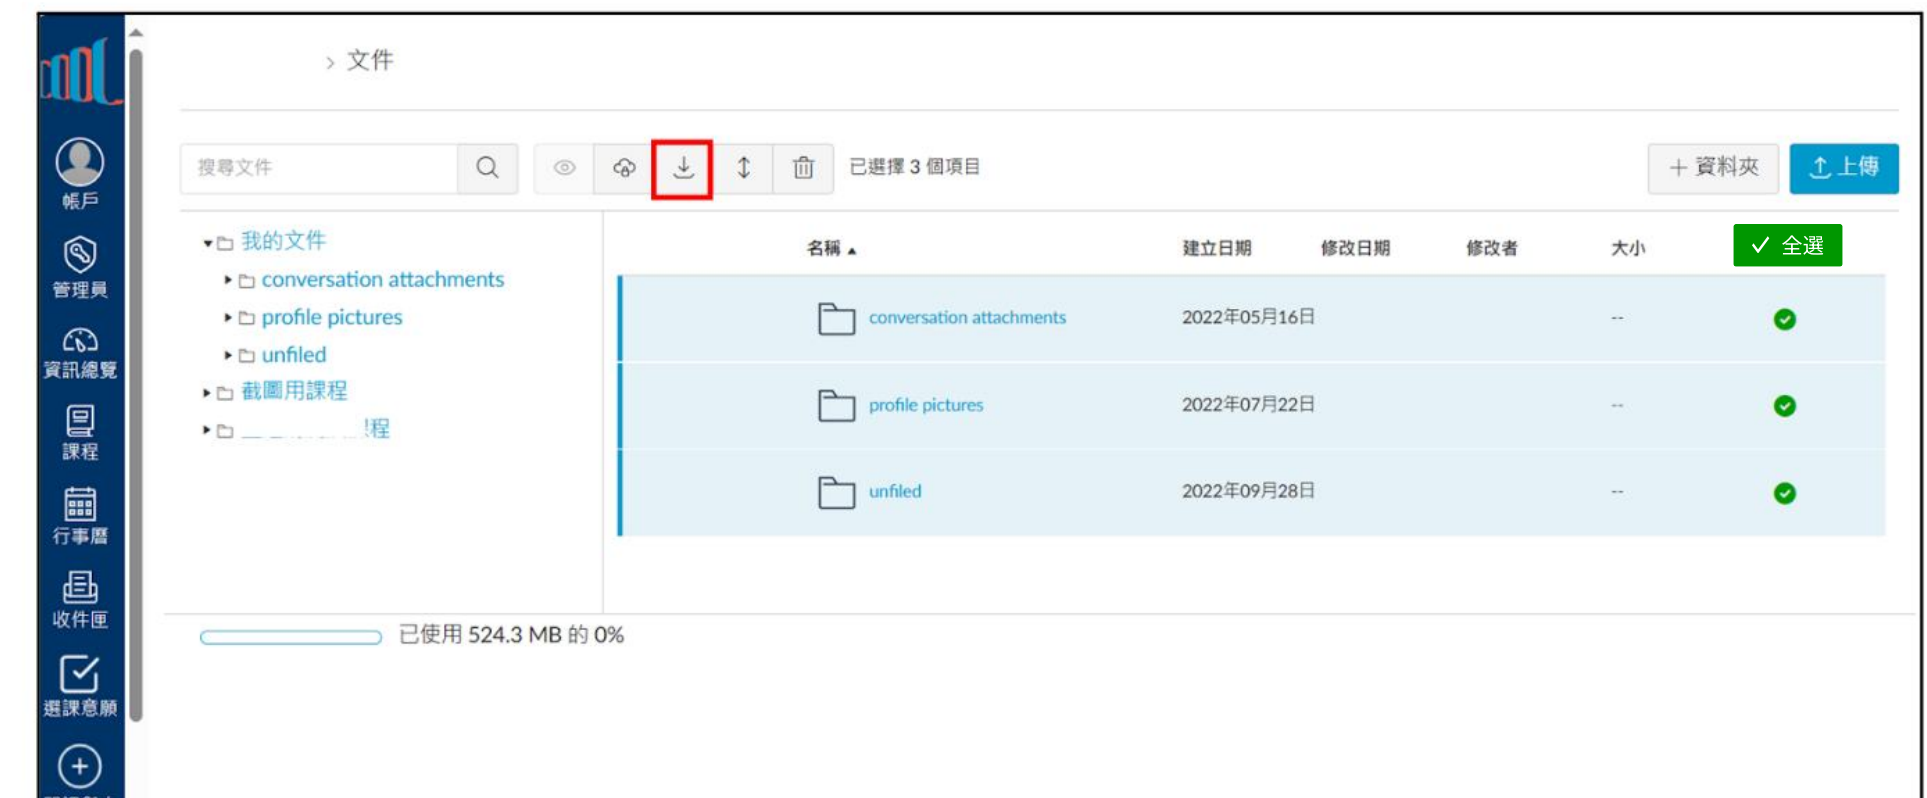 COOL
> 文件
搜尋文件
已選擇 3 個項目
+ 資料夾
上傳
帳戶
管理員
資訊總覽
課程
行事曆
收件匣
選課意願
我的文件
conversation attachments
profile pictures
unfiled
截圖用課程
程
名稱 建立日期 修改日期 修改者 大小 全選
conversation attachments 2022年05月16日 --
profile pictures 2022年07月22日 --
unfiled 2022年09月28日 --
已使用 524.3 MB 的 0%